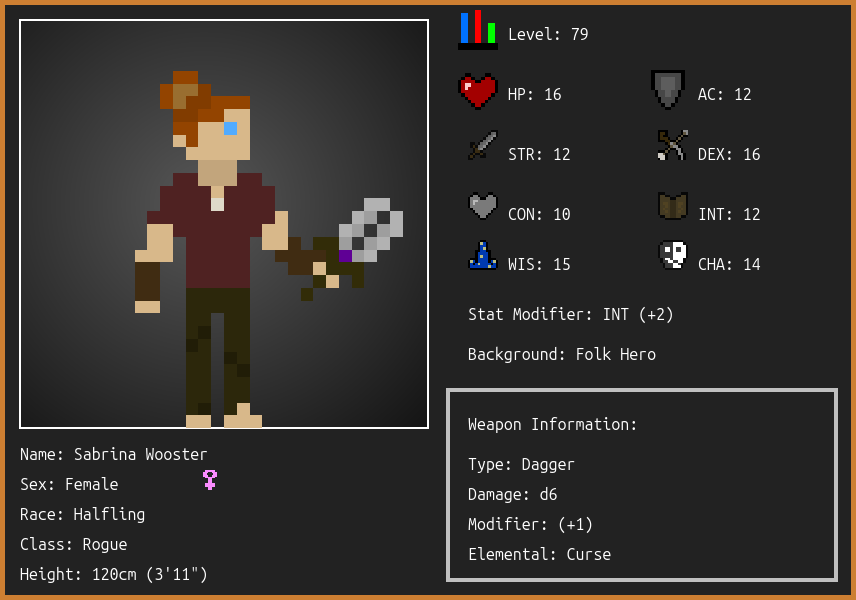 Level: 79
HP: 16
AC: 12
STR: 12
DEX: 16
CON: 10
INT: 12
WIS: 15
CHA: 14
Stat Modifier: INT (+2)
Background: Folk Hero
Weapon Information:
Type: Dagger
Damage: d6
Modifier: (+1)
Elemental: Curse
Name: Sabrina Wooster
Sex: Female
Race: Halfling
Class: Rogue
Height: 120cm (3'11")